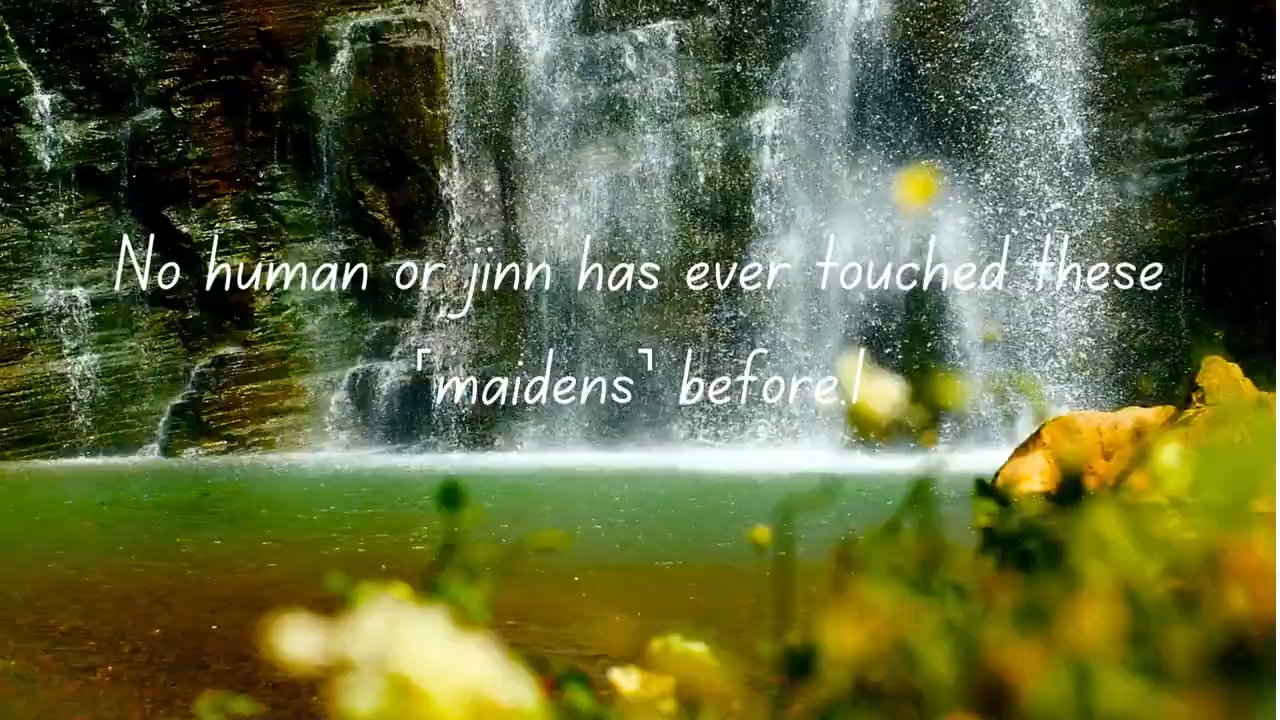 No human or jinn has ever touched these
⸢maidens⸣ before.l